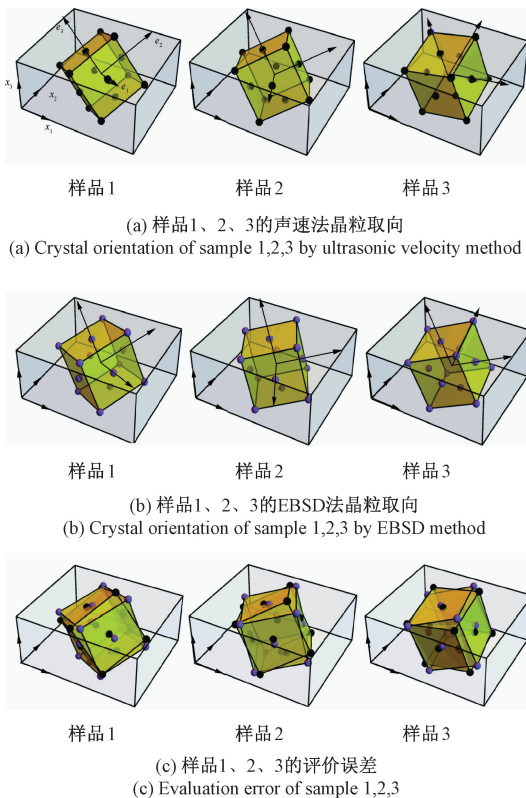 e3
e2
x3
x2
e1
x1
样品1
样品2
样品3
(a) 样品1、2、3的声速法晶粒取向
(a) Crystal orientation of sample 1,2,3 by ultrasonic velocity method
样品1
样品2
样品3
(b) 样品1、2、3的EBSD法晶粒取向
(b) Crystal orientation of sample 1,2,3 by EBSD method
样品1
样品2
样品3
(c) 样品1、2、3的评价误差
(c) Evaluation error of sample 1,2,3